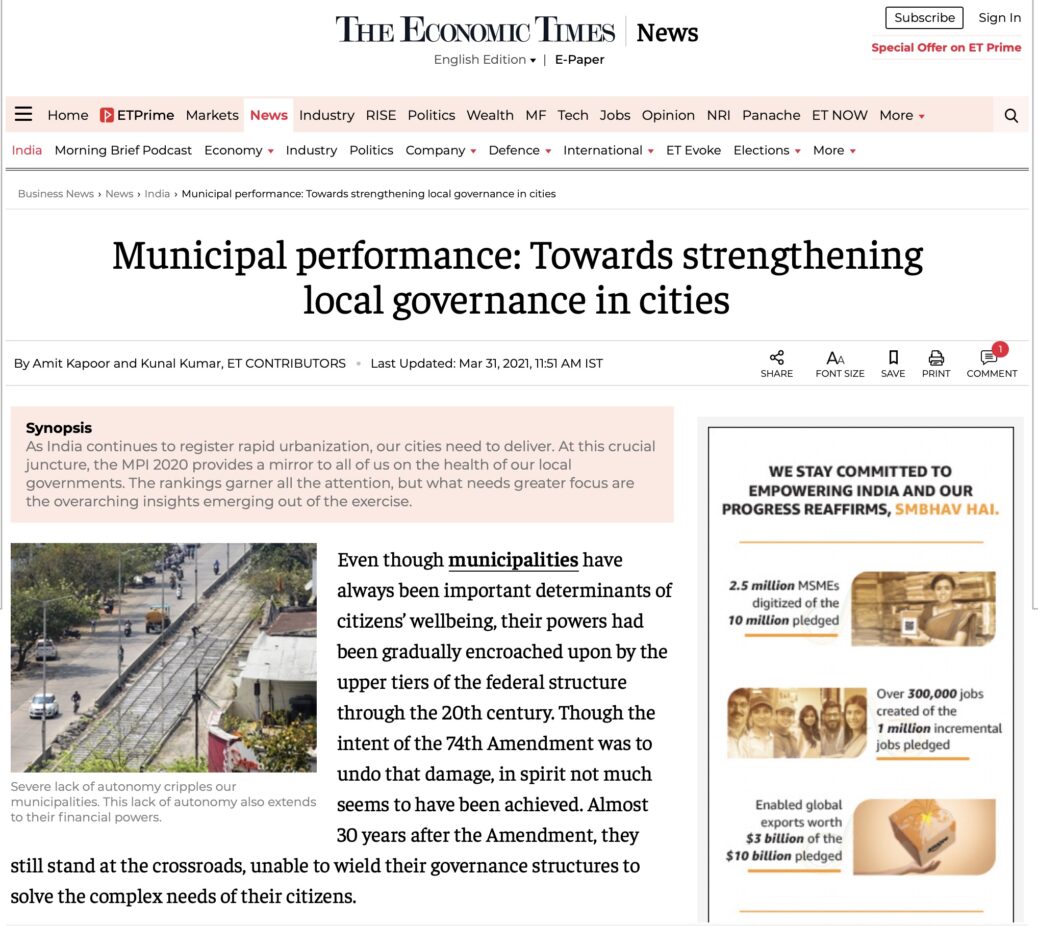 THE ECONOMIC TIMES | News
English Edition ▾ | E-Paper
Subscribe Sign In
Special Offer on ET Prime
Home ETPrime Markets News Industry RISE Politics Wealth MF Tech Jobs Opinion NRI Panache ET NOW More ▾
India Morning Brief Podcast Economy ▾ Industry Politics Company ▾ Defence ▾ International ▾ ET Evoke Elections ▾ More ▾
Business News › News › India › Municipal performance: Towards strengthening local governance in cities
Municipal performance: Towards strengthening
local governance in cities
By Amit Kapoor and Kunal Kumar, ET CONTRIBUTORS • Last Updated: Mar 31, 2021, 11:51 AM IST
SHARE
AA
FONT SIZE
SAVE
PRINT
1
COMMENT
Synopsis
As India continues to register rapid urbanization, our cities need to deliver. At this crucial
juncture, the MPI 2020 provides a mirror to all of us on the health of our local
governments. The rankings garner all the attention, but what needs greater focus are
the overarching insights emerging out of the exercise.
Severe lack of autonomy cripples our
municipalities. This lack of autonomy also extends
to their financial powers.
Even though municipalities have
always been important determinants of
citizens’ wellbeing, their powers had
been gradually encroached upon by the
upper tiers of the federal structure
through the 20th century. Though the
intent of the 74th Amendment was to
undo that damage, in spirit not much
seems to have been achieved. Almost
30 years after the Amendment, they
still stand at the crossroads, unable to wield their governance structures to
solve the complex needs of their citizens.
WE STAY COMMITTED TO
EMPOWERING INDIA AND OUR
PROGRESS REAFFIRMS, SMBHAV HAI.
2.5 million MSMEs
digitized of the
10 million pledged
Over 300,000 jobs
created of the
1 million incremental
jobs pledged
Enabled global
exports worth
$3 billion of the
$10 billion pledged